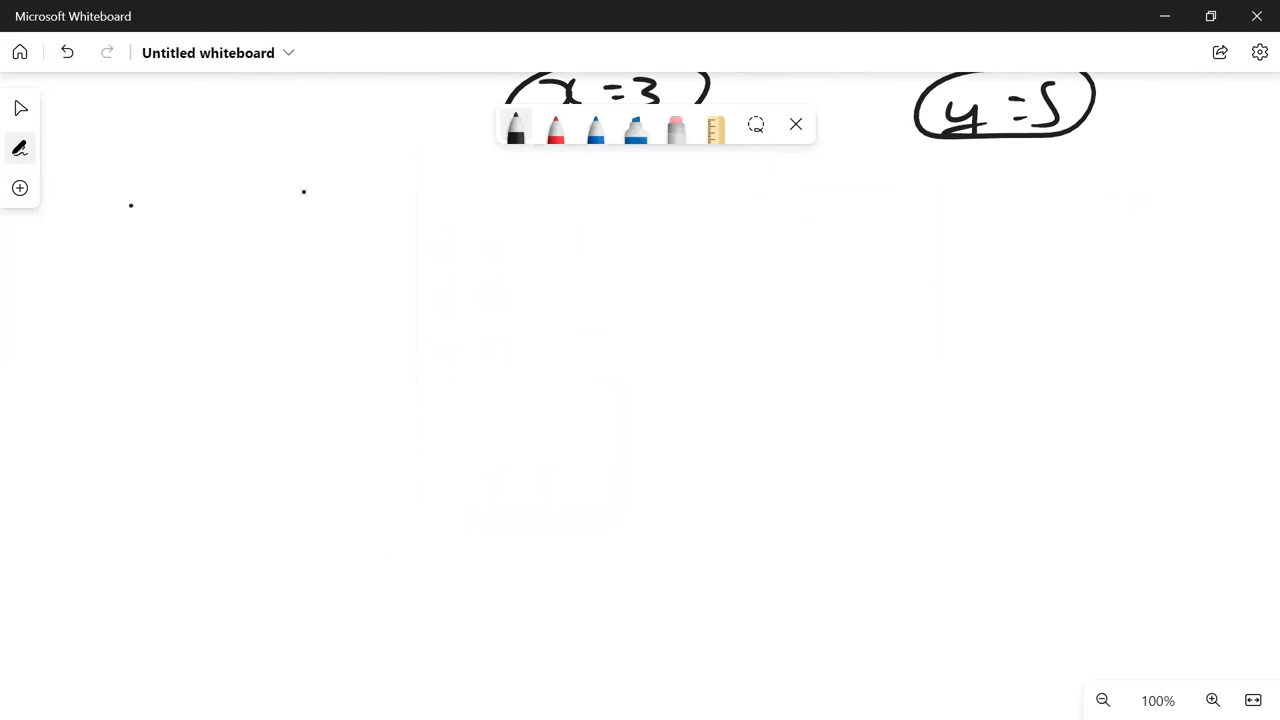 Microsoft Whiteboard
Untitled whiteboard
x = 3
y = 5
100%